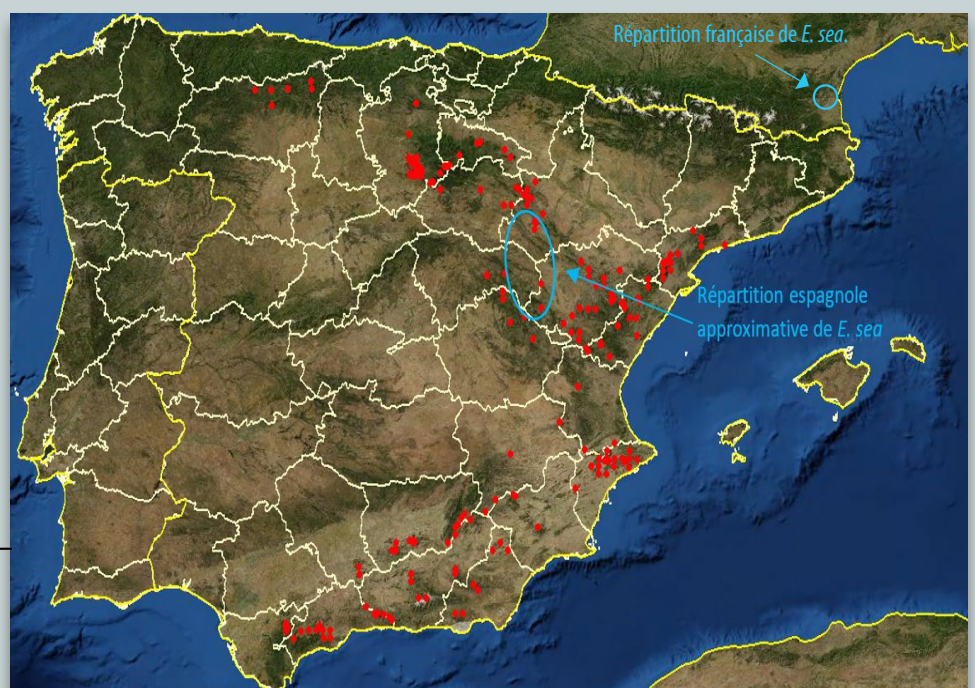 Répartition française de E. sea.
Répartition espagnole
approximative de E. sea